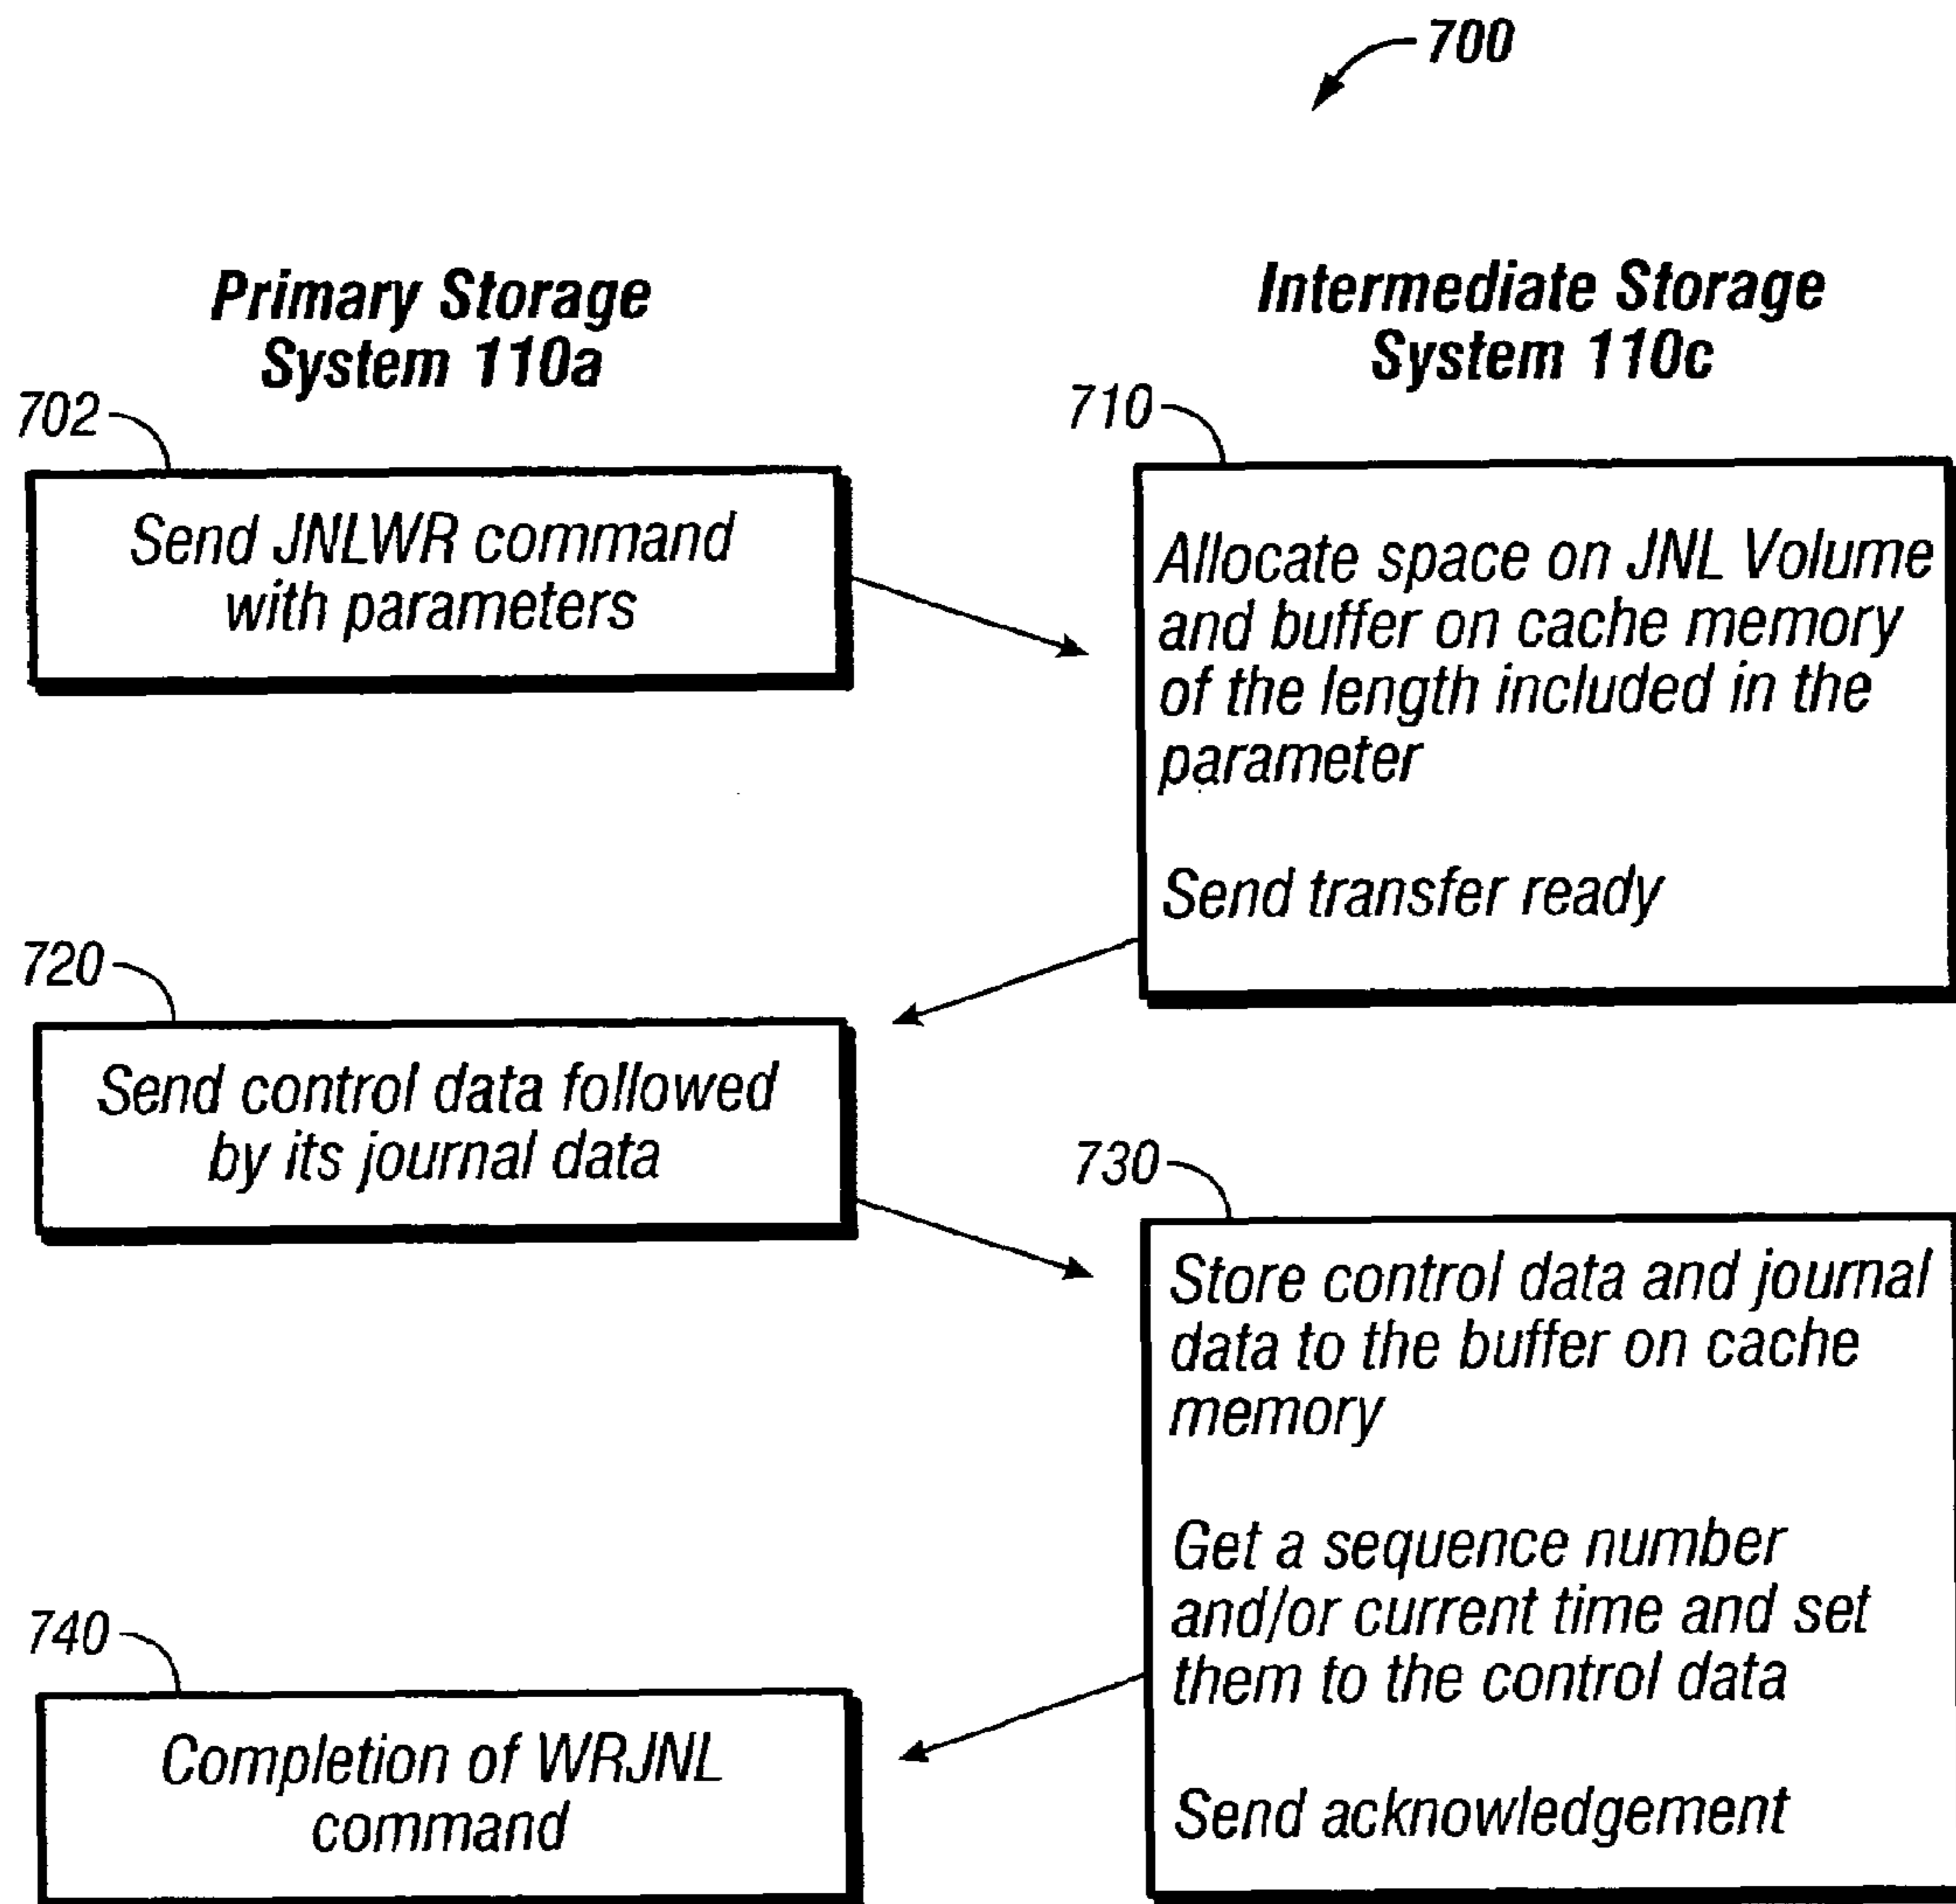 700
Primary Storage
System 110a
Intermediate Storage
System 110c
702
Send JNLWR command
with parameters
710
Allocate space on JNL Volume
and buffer on cache memory
of the length included in the
parameter
Send transfer ready
720
Send control data followed
by its journal data
730
Store control data and journal
data to the buffer on cache
memory
Get a sequence number
and/or current time and set
them to the control data
Send acknowledgement
740
Completion of WRJNL
command